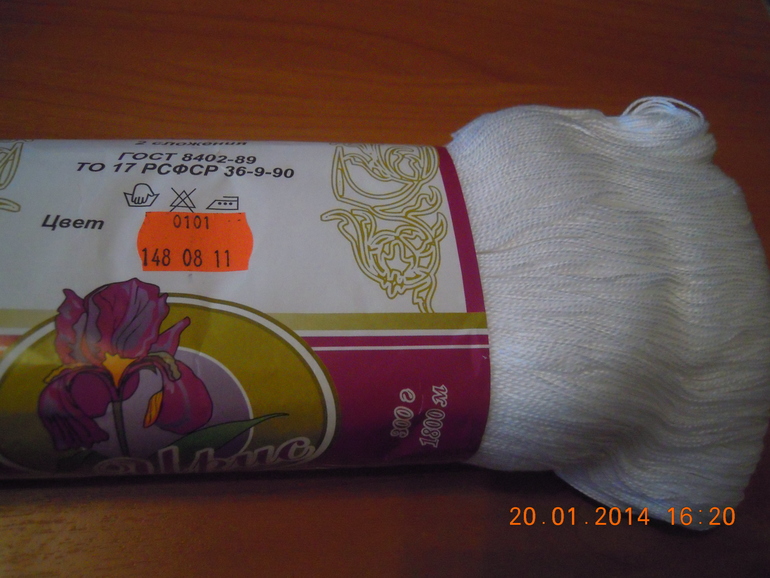 2 сложения
ГОСТ 8402-89
ТО 17 РСФСР 36-9-90
Цвет
0101
148 08 11
300 г
1800 м
Ирис
20.01.2014 16:20